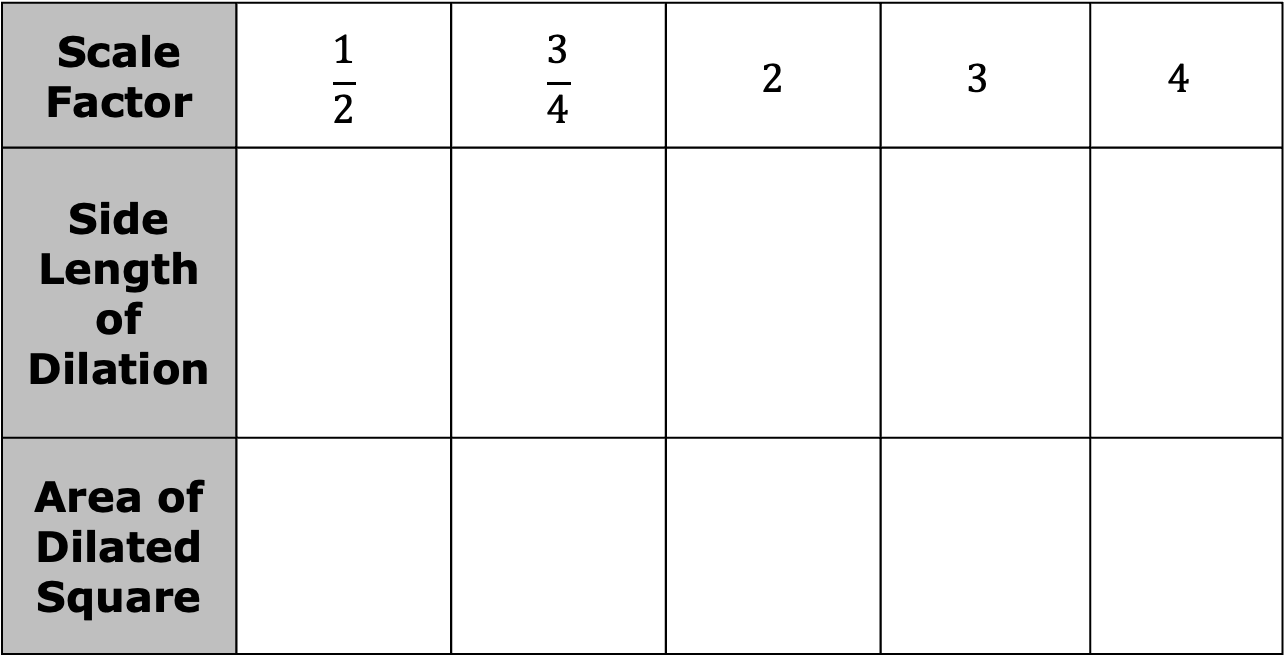 Scale
Factor
1/2
3/4
2
3
4
Side
Length
of
Dilation
Area of
Dilated
Square